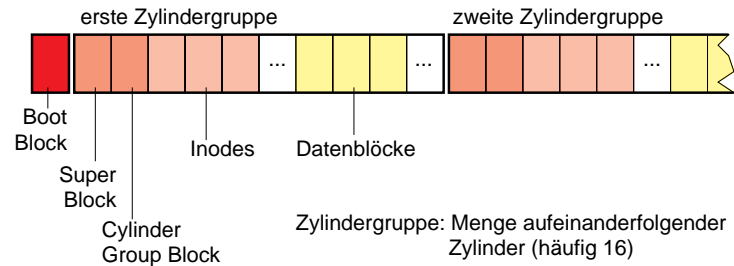 erste Zylindergruppe
zweite Zylindergruppe
...
...
...
Boot
Block
Inodes
Datenblöcke
Super
Block
Cylinder
Group Block
Zylindergruppe: Menge aufeinanderfolgender
Zylinder (häufig 16)